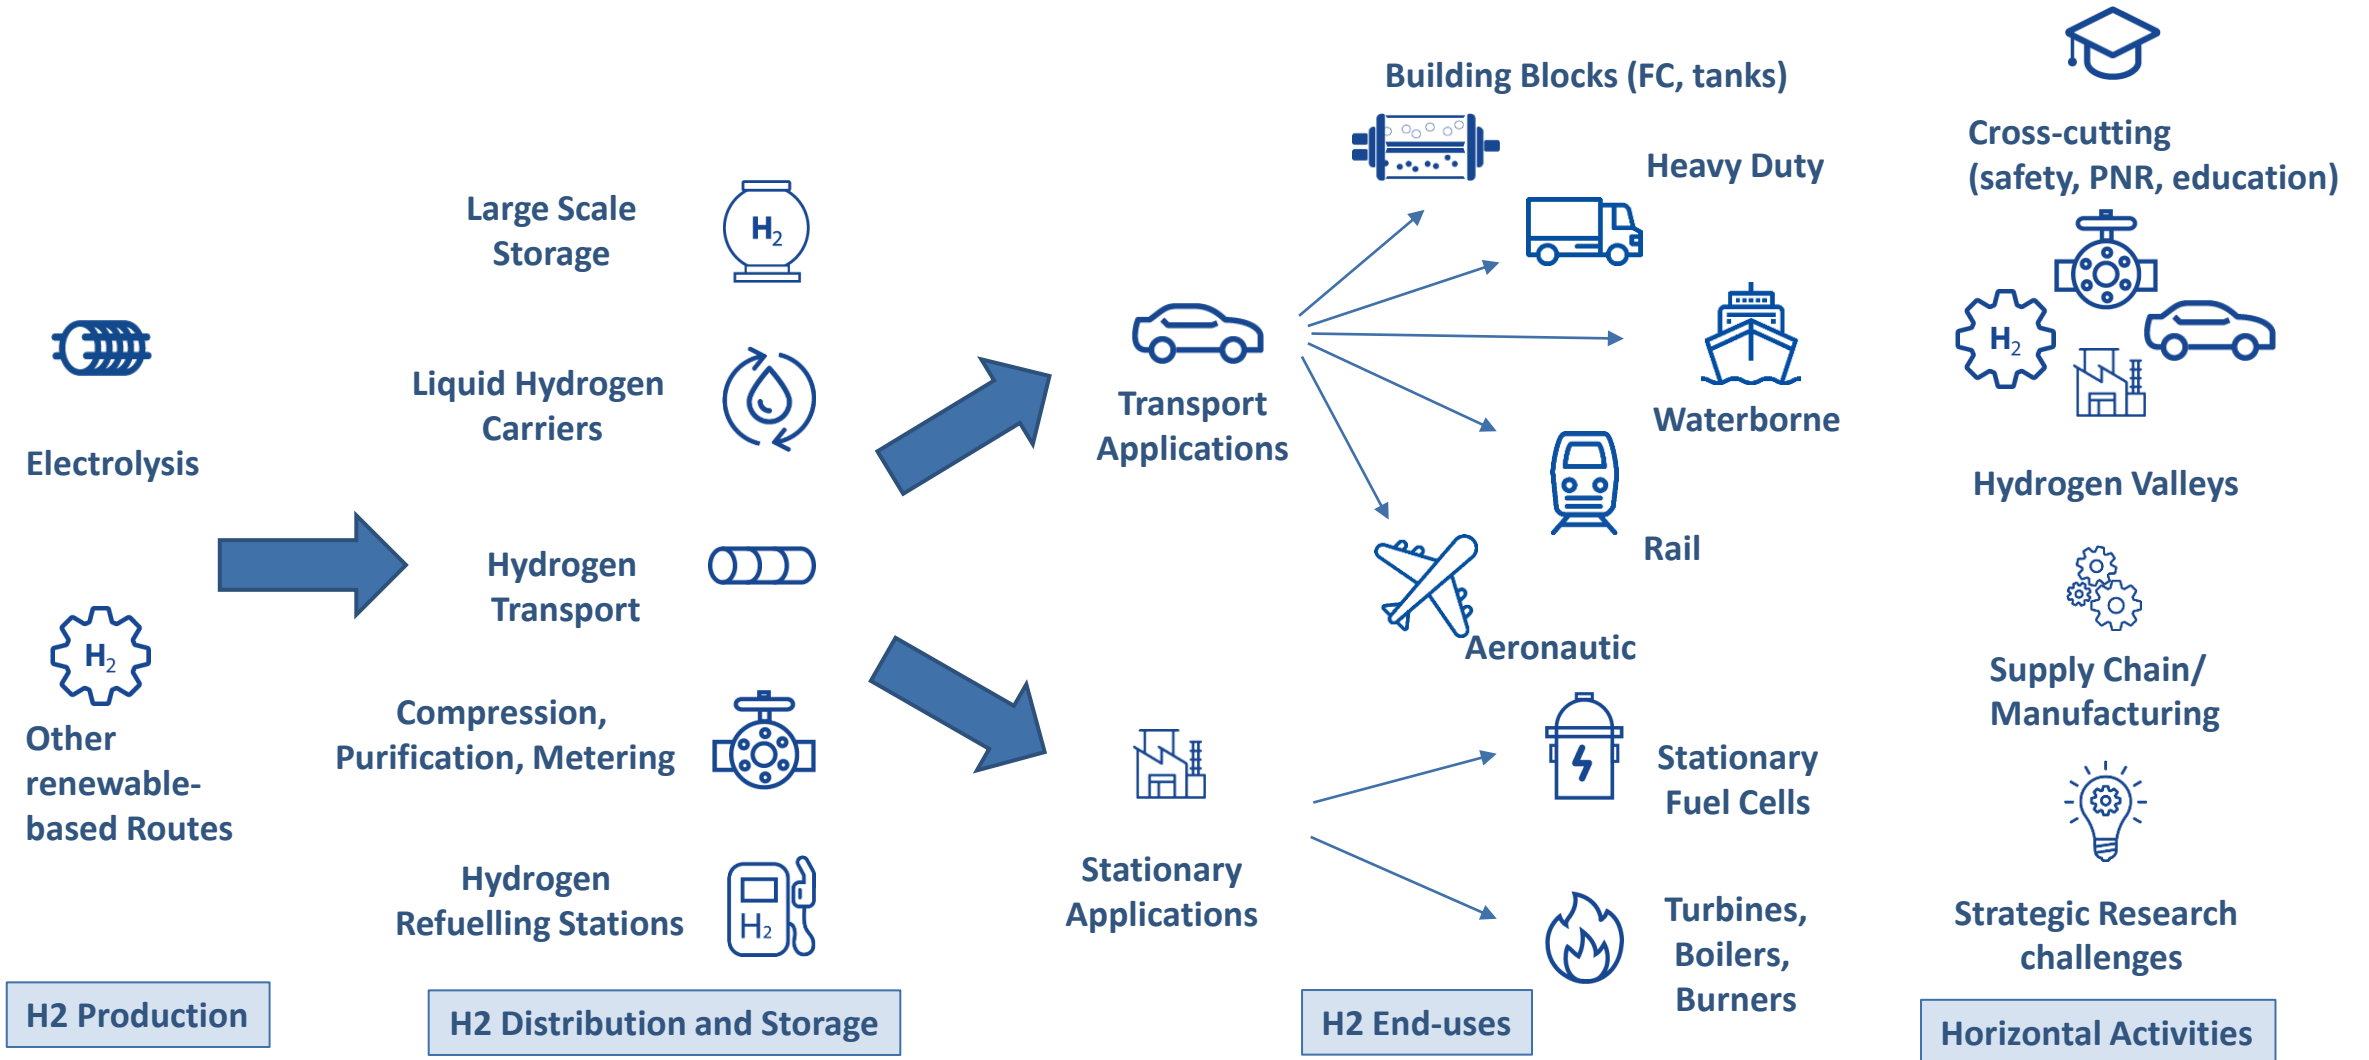 Electrolysis
H₂
Other
renewable-
based Routes
H2 Production
Large Scale
Storage
H₂
Liquid Hydrogen
Carriers
Hydrogen
Transport
Compression,
Purification, Metering
Hydrogen
Refuelling Stations
H₂
H2 Distribution and Storage
Transport
Applications
Stationary
Applications
Building Blocks (FC, tanks)
Heavy Duty
Waterborne
Rail
Aeronautic
Stationary
Fuel Cells
Turbines,
Boilers,
Burners
H2 End-uses
Cross-cutting
(safety, PNR, education)
H₂
Hydrogen Valleys
Supply Chain/
Manufacturing
Strategic Research
challenges
Horizontal Activities